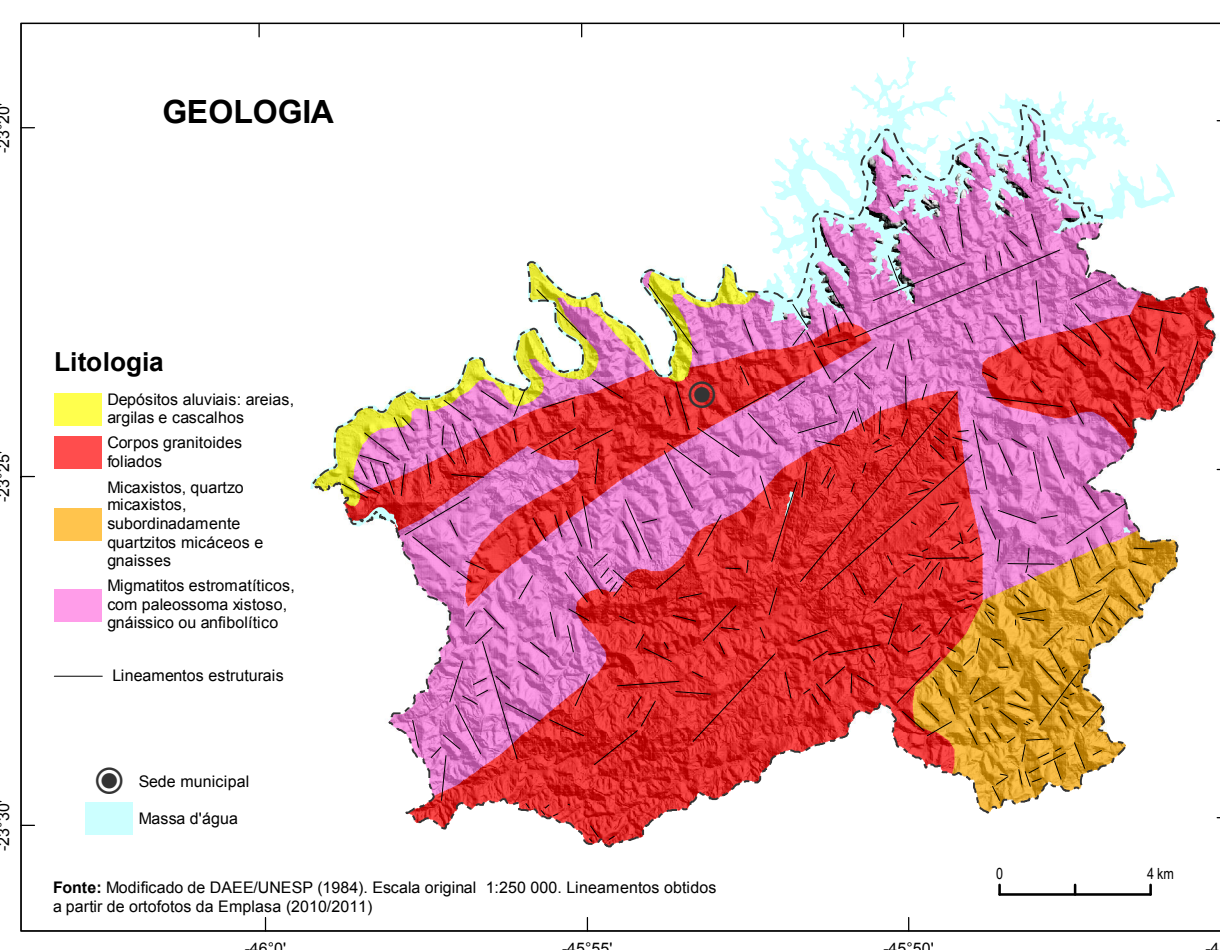 GEOLOGIA
-23°20'
-23°25'
-23°30'
Litologia
Depósitos aluviais: areias,
argilas e cascalhos
Corpos granitoides
foliados
Micaxistos, quartzo
micaxistos,
subordinadamente
quartzitos micáceos e
gnaisses
Migmatitos estromatíticos,
com paleossoma xistoso,
gnáissico ou anfibolítico
Lineamentos estruturais
Sede municipal
Massa d'água
Fonte: Modificado de DAEE/UNESP (1984). Escala original 1:250 000. Lineamentos obtidos
a partir de ortofotos da Emplasa (2010/2011)
0 4 km
-46°0' -45°55' -45°50'